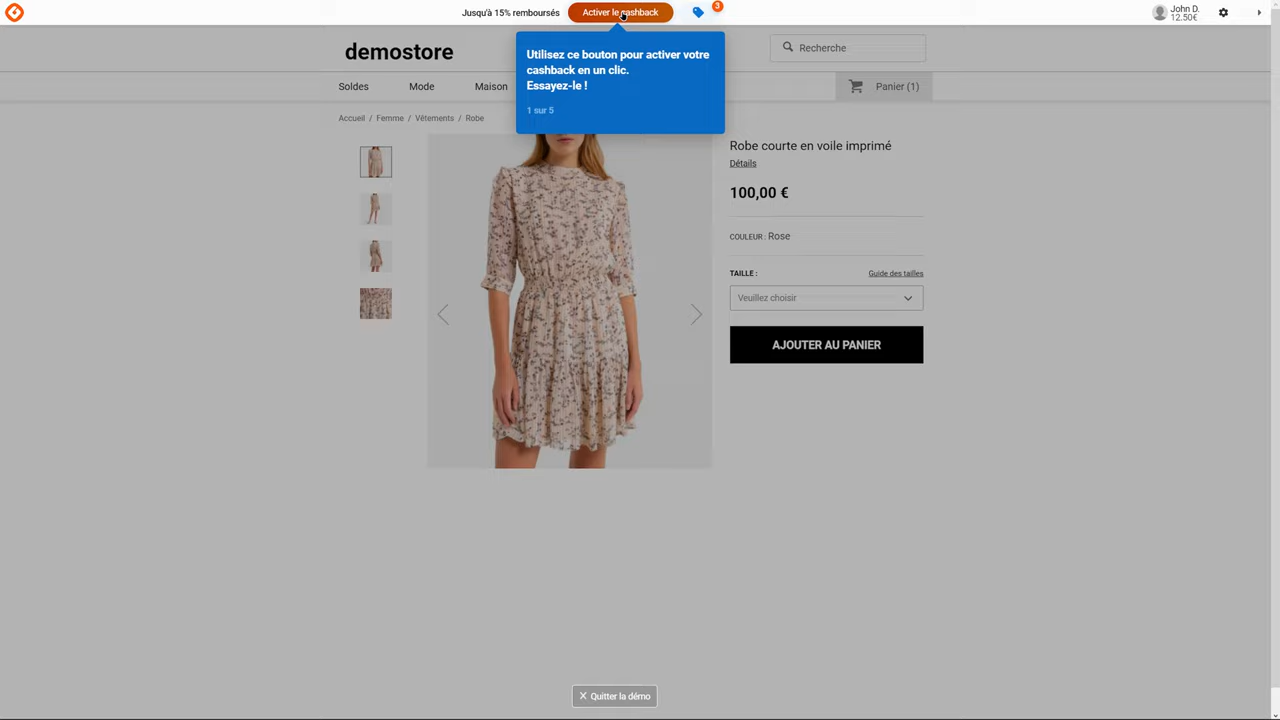 Jusqu'à 15% remboursés
Activer le cashback
3
John D.
12.50€
Utilisez ce bouton pour activer votre
cashback en un clic.
Essayez-le !
1 sur 5
demostore
Recherche
Soldes
Mode
Maison
Panier (1)
Accueil / Femme / Vêtements / Robe
Robe courte en voile imprimé
Détails
100,00 €
COULEUR : Rose
TAILLE :
Guide des tailles
Veuillez choisir
AJOUTER AU PANIER
Quitter la démo